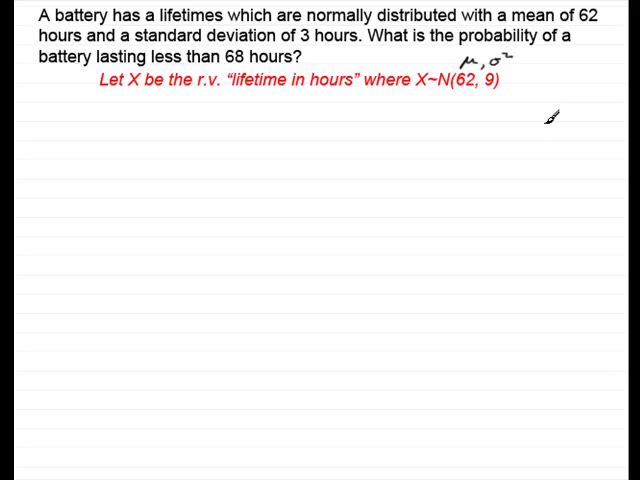 A battery has a lifetimes which are normally distributed with a mean of 62
hours and a standard deviation of 3 hours. What is the probability of a
battery lasting less than 68 hours?
μ, σ²
Let X be the r.v. “lifetime in hours” where X~N(62, 9)